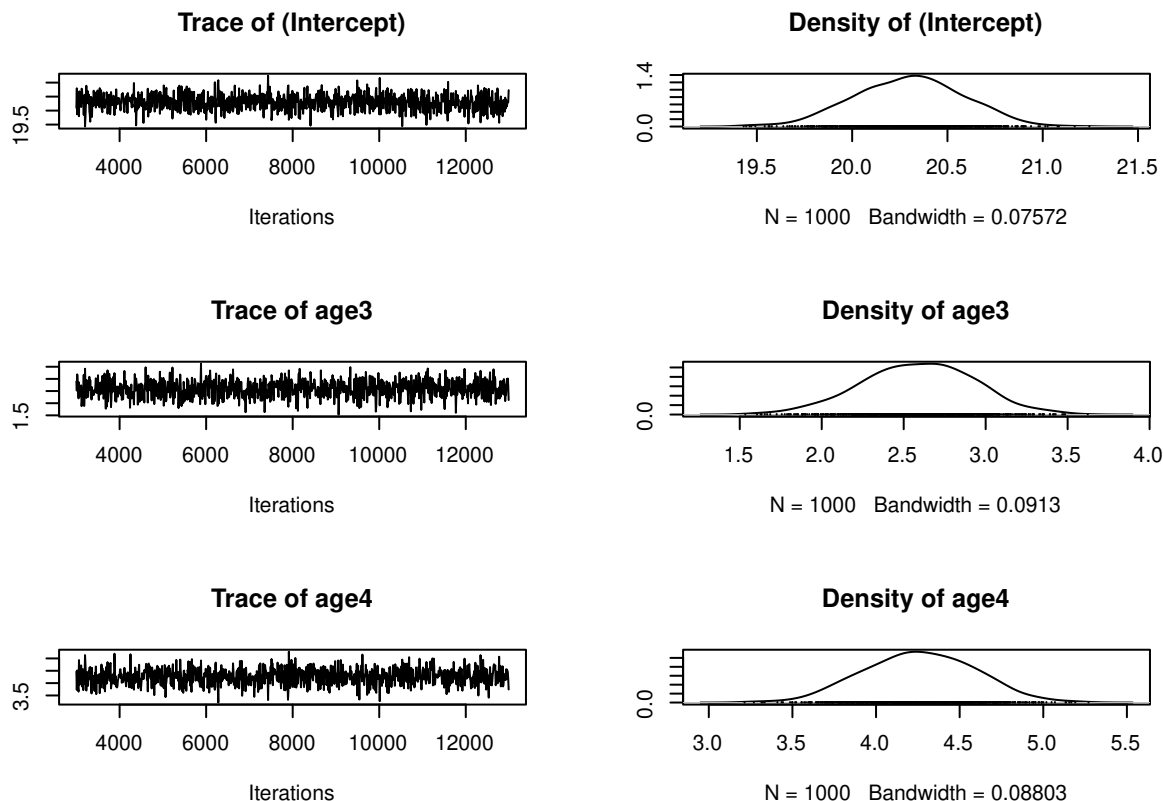 Trace of (Intercept)
19.5
4000 6000 8000 10000 12000
Iterations
Density of (Intercept)
0.0 1.4
19.5 20.0 20.5 21.0 21.5
N = 1000 Bandwidth = 0.07572
Trace of age3
1.5
4000 6000 8000 10000 12000
Iterations
Density of age3
0.0
1.5 2.0 2.5 3.0 3.5 4.0
N = 1000 Bandwidth = 0.0913
Trace of age4
3.5
4000 6000 8000 10000 12000
Iterations
Density of age4
0.0
3.0 3.5 4.0 4.5 5.0 5.5
N = 1000 Bandwidth = 0.08803